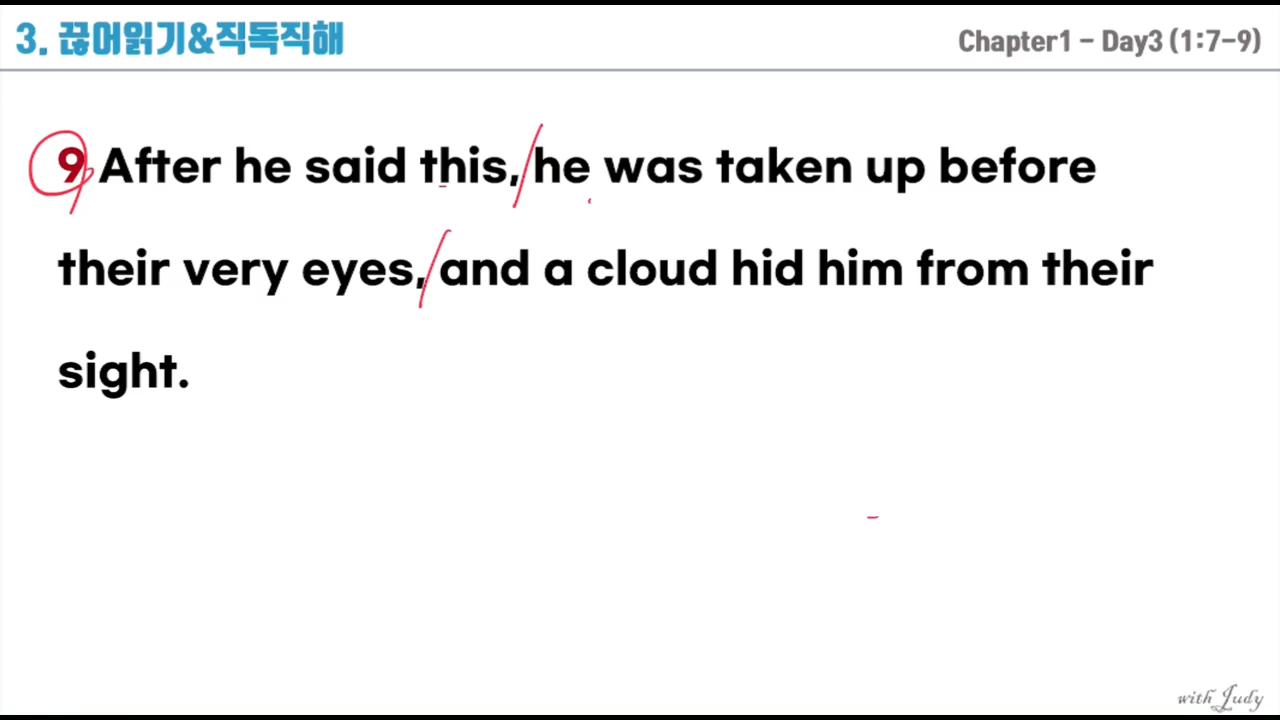 3. 끊어읽기&직독직해
Chapter1 - Day3 (1:7-9)
9 After he said this, he was taken up before
their very eyes, and a cloud hid him from their
sight.
with Judy